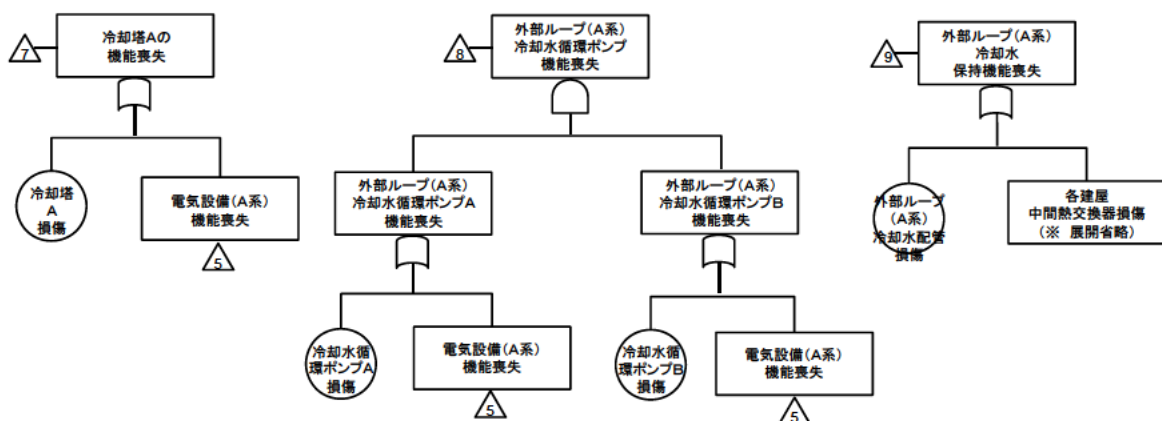 7
冷却塔Aの
機能喪失
冷却塔
A
損傷
電気設備(A系)
機能喪失
5
8
外部ループ(A系)
冷却水循環ポンプ
機能喪失
外部ループ(A系)
冷却水循環ポンプA
機能喪失
冷却水循
環ポンプA
損傷
電気設備(A系)
機能喪失
5
外部ループ(A系)
冷却水循環ポンプB
機能喪失
冷却水循
環ポンプB
損傷
電気設備(A系)
機能喪失
5
9
外部ループ(A系)
冷却水
保持機能喪失
外部ループ
(A系)
冷却水配管
損傷
各建屋
中間熱交換器損傷
(※ 展開省略)